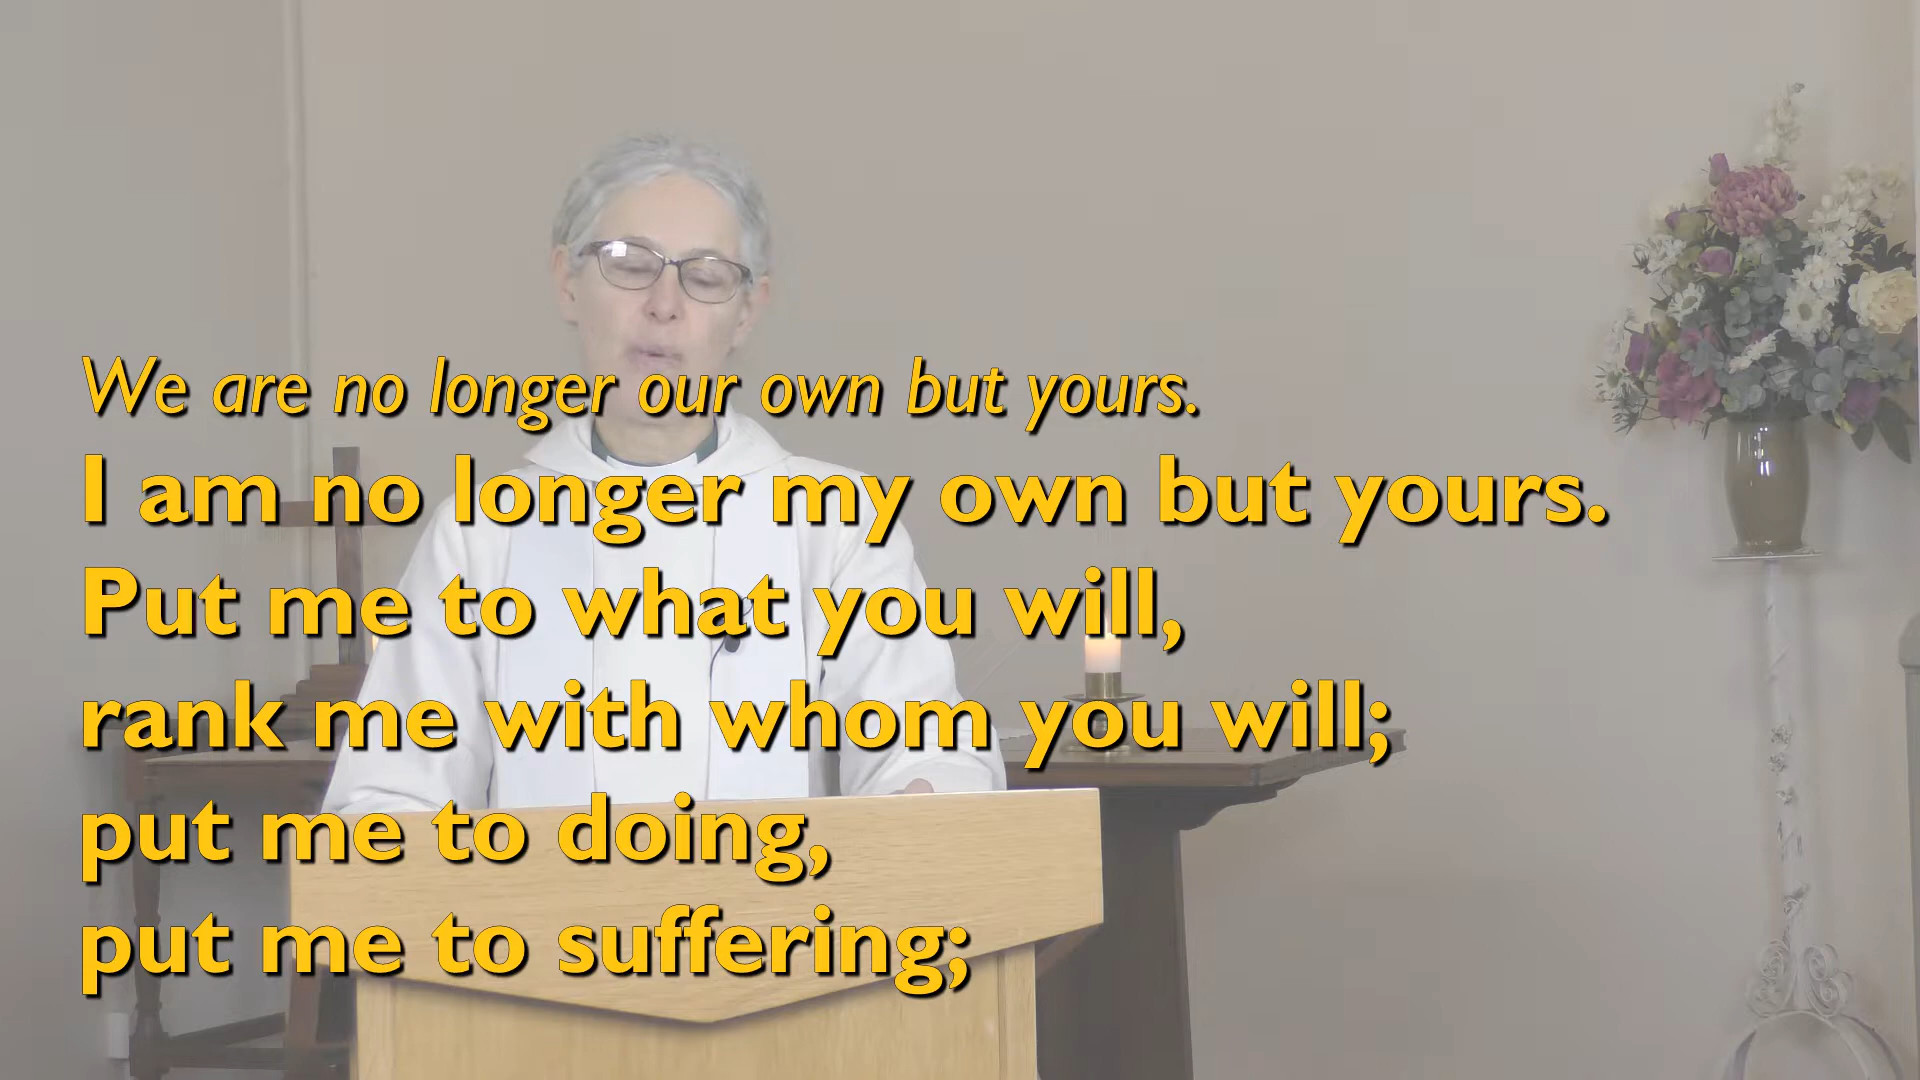 We are no longer our own but yours.
I am no longer my own but yours.
Put me to what you will,
rank me with whom you will;
put me to doing,
put me to suffering;